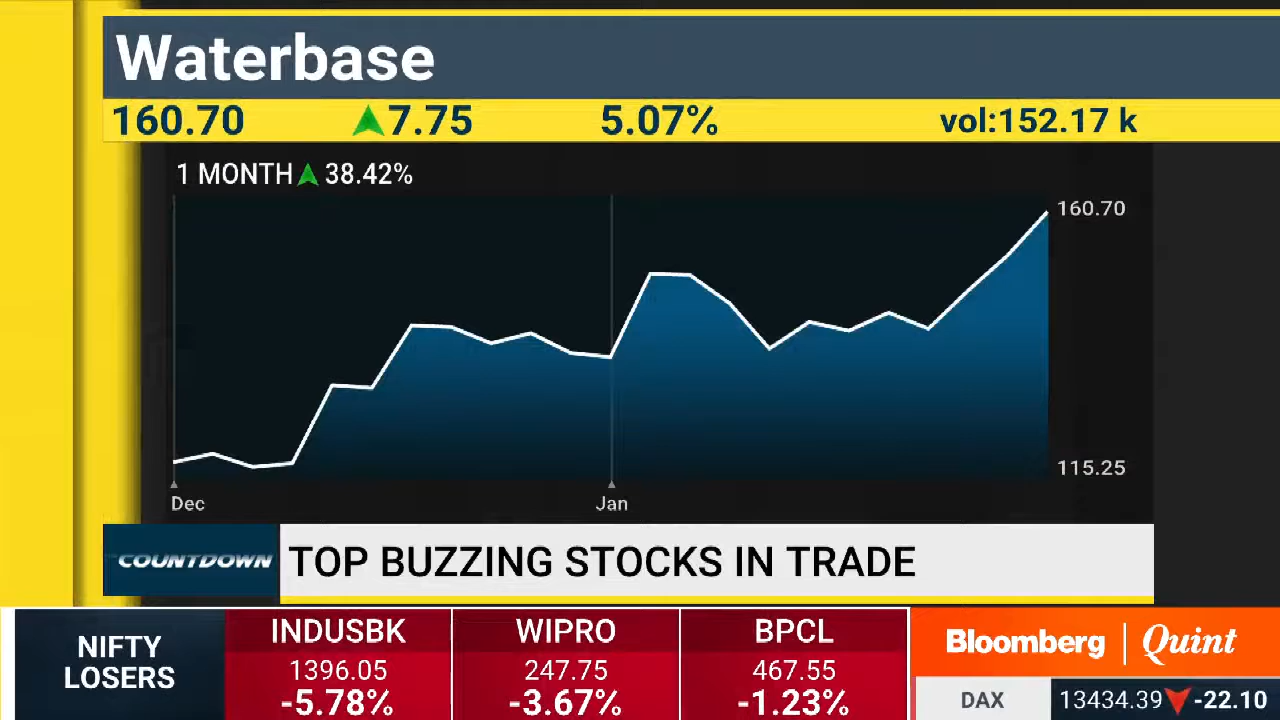 Waterbase
160.70 7.75 5.07% vol:152.17 k
1 MONTH 38.42%
160.70
115.25
Dec Jan
COUNTDOWN TOP BUZZING STOCKS IN TRADE
NIFTY
LOSERS
INDUSBK
1396.05
-5.78%
WIPRO
247.75
-3.67%
BPCL
467.55
-1.23%
Bloomberg | Quint
DAX 13434.39 -22.10